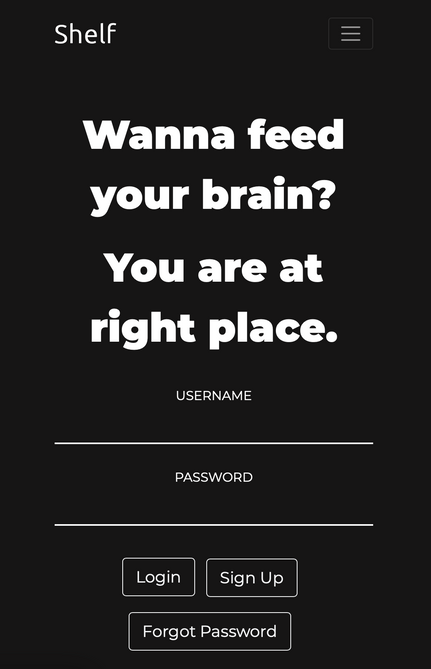 Shelf
Wanna feed
your brain?
You are at
right place.
USERNAME
PASSWORD
Login Sign Up
Forgot Password